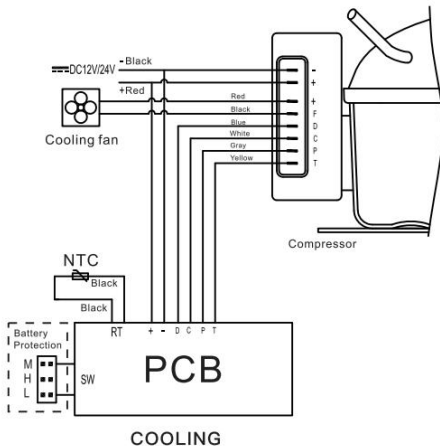 - Black
DC12V/24V
+Red
Cooling fan
Red
Black
Blue
White
Gray
Yellow
-
+
+
F
D
C
P
T
Compressor
NTC
Black
Black
RT + - D C P T
Battery
Protection
M
H
L
SW
PCB
COOLING